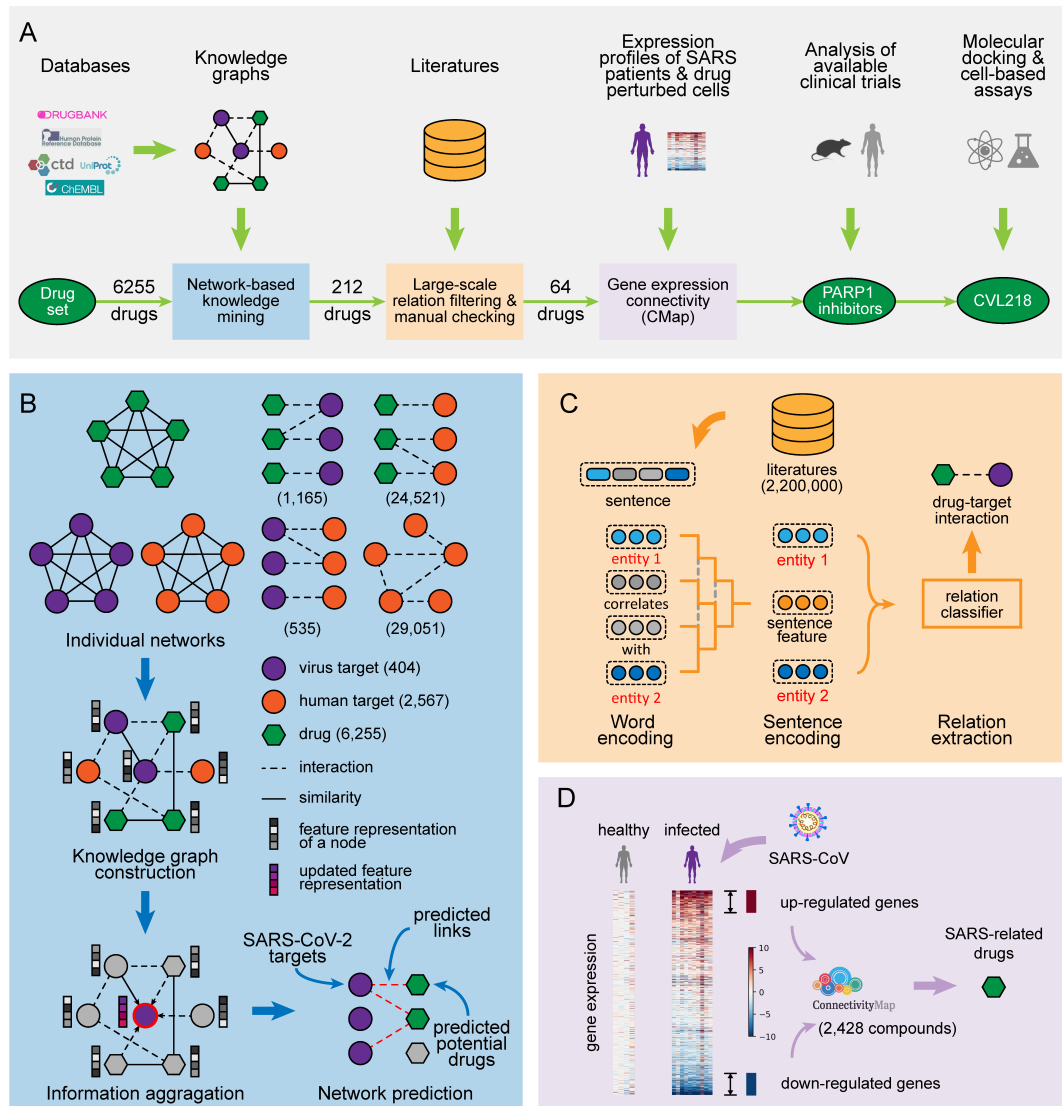 A
Databases
Knowledge
graphs
Literatures
Expression
profiles of SARS
patients & drug
perturbed cells
Analysis of
available
clinical trials
Molecular
docking &
cell-based
assays
DRUGBANK
Human Protein
Reference Database
ctd
UniProt
ChEMBL
Drug
set
6255
drugs
Network-based
knowledge
mining
212
drugs
Large-scale
relation filtering &
manual checking
64
drugs
Gene expression
connectivity
(CMap)
PARP1
inhibitors
CVL218
B
(1,165)
(24,521)
(535)
(29,051)
Individual networks
virus target (404)
human target (2,567)
drug (6,255)
interaction
similarity
feature representation
of a node
updated feature
representation
Knowledge graph
construction
Information aggragation
SARS-CoV-2
targets
predicted
links
predicted
potential
drugs
Network prediction
C
literatures
(2,200,000)
sentence
entity 1
correlates
with
entity 2
Word
encoding
entity 1
sentence
feature
entity 2
Sentence
encoding
drug-target
interaction
relation
classifier
Relation
extraction
D
healthy
infected
SARS-CoV
gene expression
up-regulated genes
10
5
0
−5
−10
ConnectivityMap
(2,428 compounds)
down-regulated genes
SARS-related
drugs